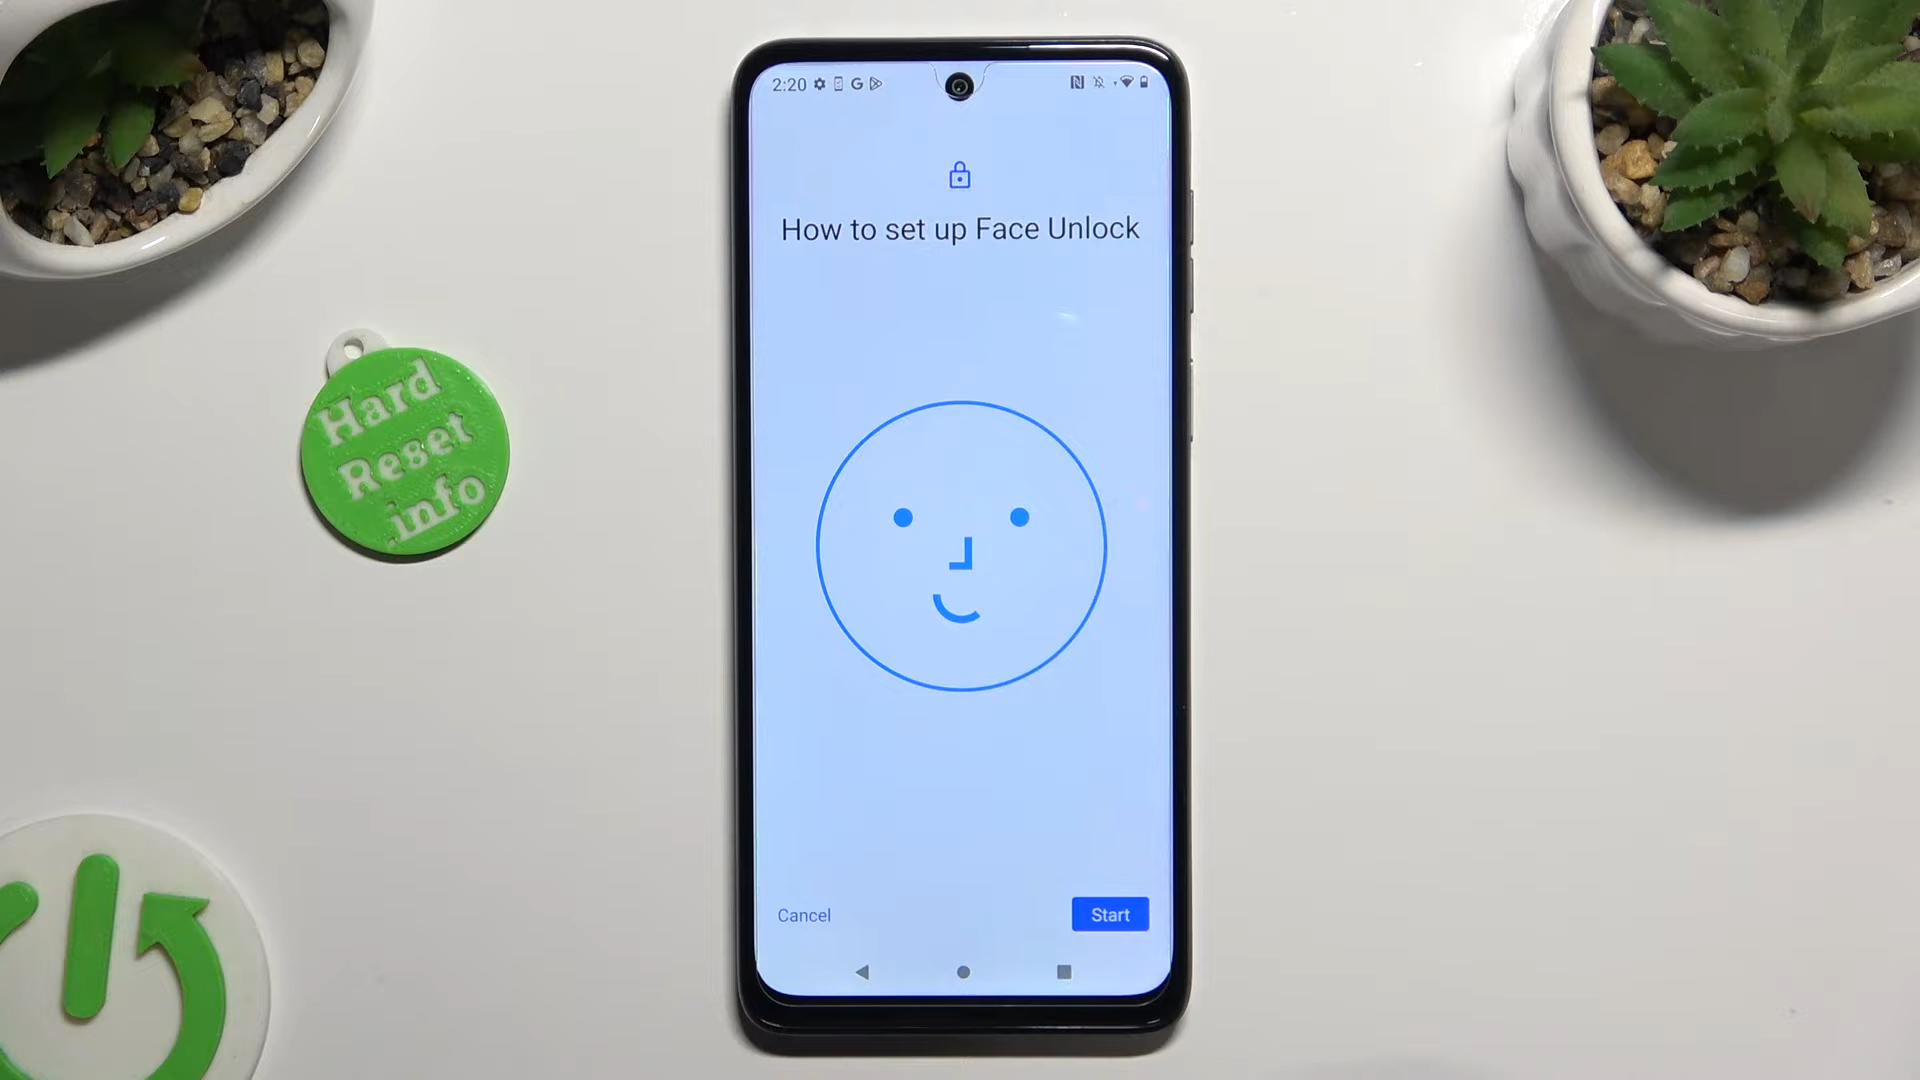 2:20 G
How to set up Face Unlock
Hard
Reset
.info
Cancel
Start